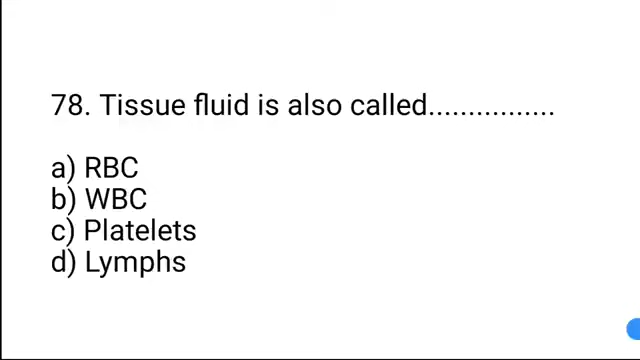 78. Tissue fluid is also called................
a) RBC
b) WBC
c) Platelets
d) Lymphs